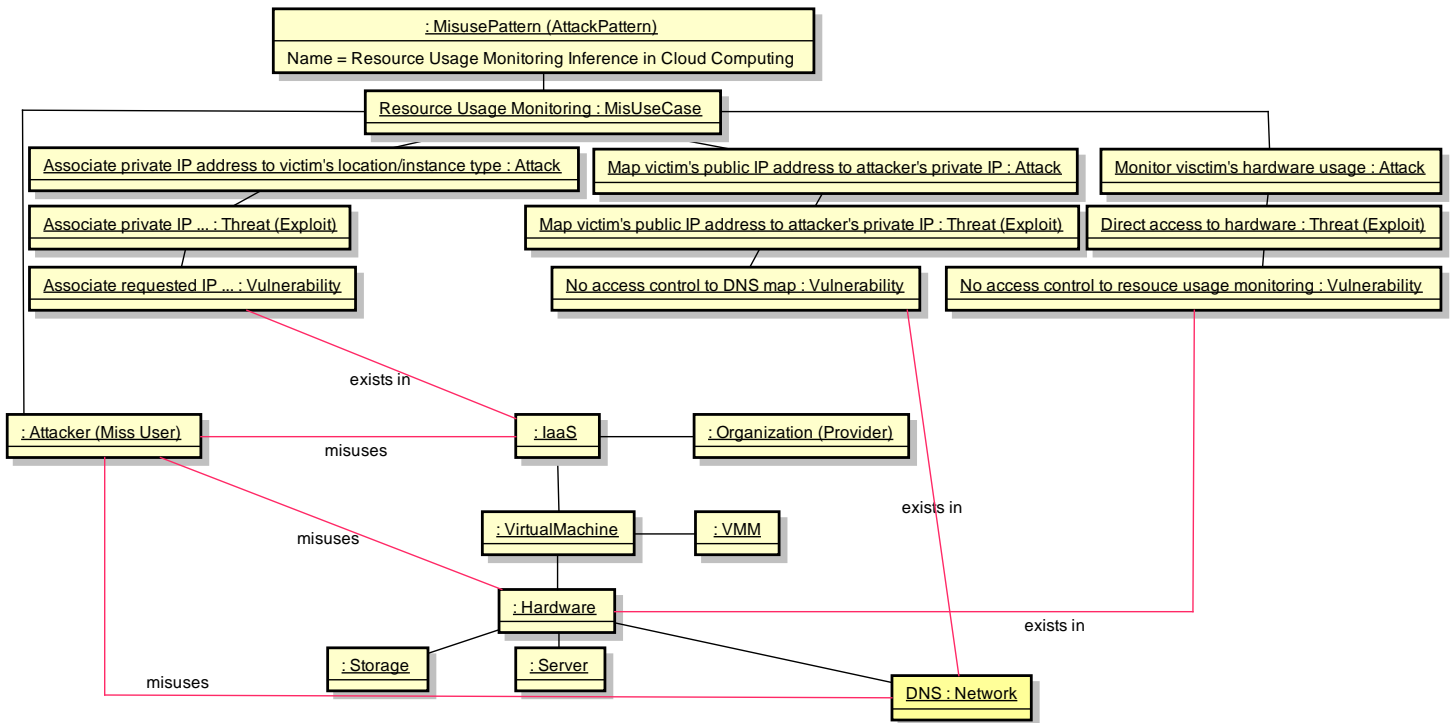 : MisusePattern (AttackPattern)
Name = Resource Usage Monitoring Inference in Cloud Computing
Resource Usage Monitoring : MisUseCase
Associate private IP address to victim's location/instance type : Attack
Map victim's public IP address to attacker's private IP : Attack
Monitor visctim's hardware usage : Attack
Associate private IP ... : Threat (Exploit)
Map victim's public IP address to attacker's private IP : Threat (Exploit)
Direct access to hardware : Threat (Exploit)
Associate requested IP ... : Vulnerability
No access control to DNS map : Vulnerability
No access control to resouce usage monitoring : Vulnerability
exists in
: Attacker (Miss User)
misuses
: IaaS
: Organization (Provider)
exists in
misuses
: VirtualMachine
: VMM
: Hardware
exists in
: Storage
: Server
misuses
DNS : Network